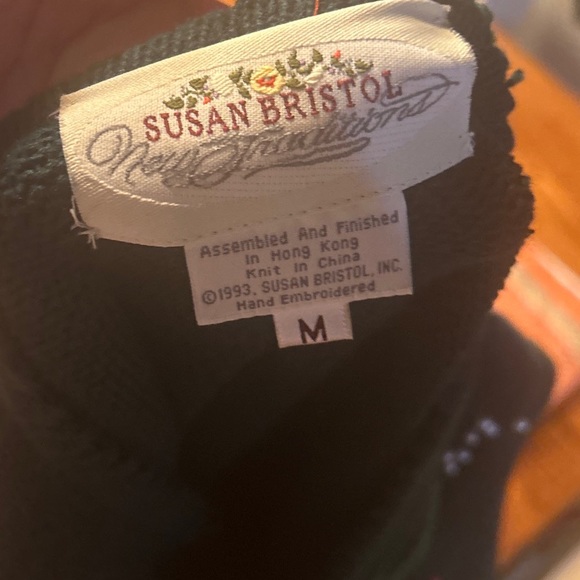 SUSAN BRISTOL
New Traditions
Assembled And Finished
In Hong Kong
Knit In China
©1993. SUSAN BRISTOL, INC.
Hand Embroidered
M